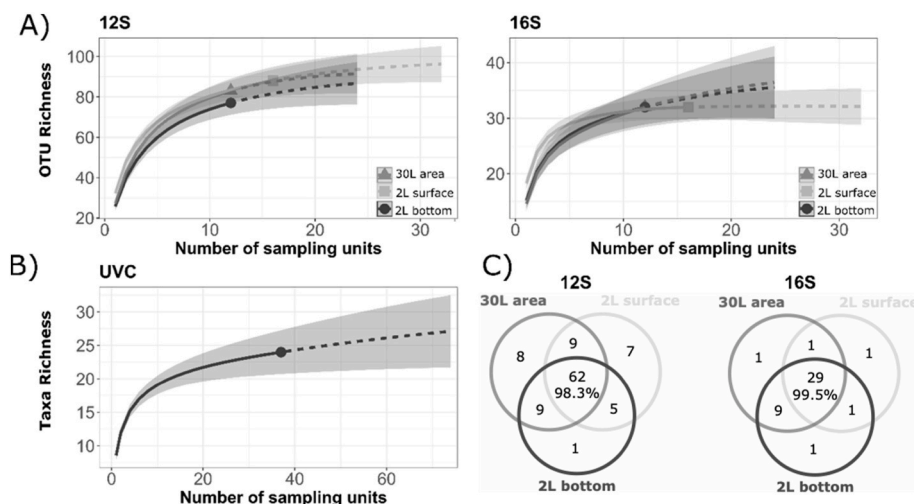 A)
12S
OTU Richness
100
80
60
40
20
0
10
20
30
Number of sampling units
30L area
2L surface
2L bottom
16S
40
30
20
0
10
20
30
Number of sampling units
30L area
2L surface
2L bottom
B)
UVC
Taxa Richness
30
25
20
15
10
0
20
40
60
Number of sampling units
C)
12S
30L area
2L surface
8
9
7
62
98.3%
9
5
1
16S
30L area
2L surface
1
1
1
29
99.5%
9
1
1
2L bottom
2L bottom